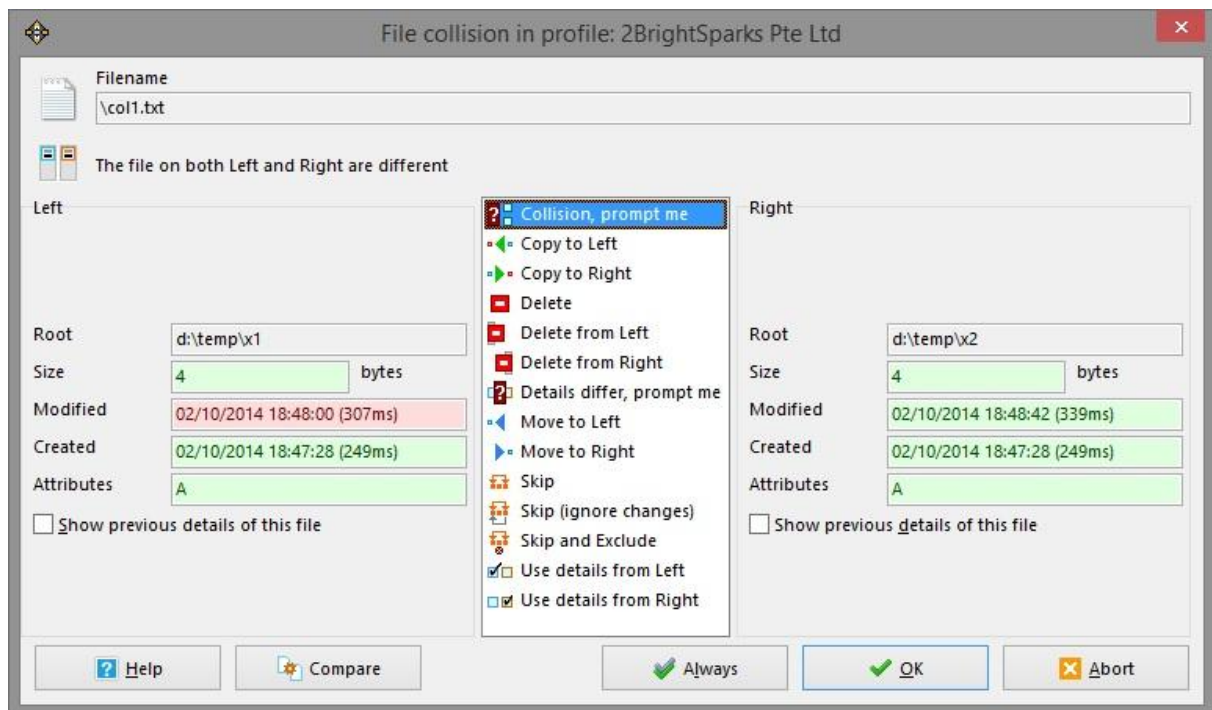 File collision in profile: 2BrightSparks Pte Ltd
Filename
\col1.txt
The file on both Left and Right are different
Left
Root
d:\temp\x1
Size
4
bytes
Modified
02/10/2014 18:48:00 (307ms)
Created
02/10/2014 18:47:28 (249ms)
Attributes
A
Show previous details of this file
Collision, prompt me
Copy to Left
Copy to Right
Delete
Delete from Left
Delete from Right
Details differ, prompt me
Move to Left
Move to Right
Skip
Skip (ignore changes)
Skip and Exclude
Use details from Left
Use details from Right
Right
Root
d:\temp\x2
Size
4
bytes
Modified
02/10/2014 18:48:42 (339ms)
Created
02/10/2014 18:47:28 (249ms)
Attributes
A
Show previous details of this file
Help
Compare
Always
OK
Abort